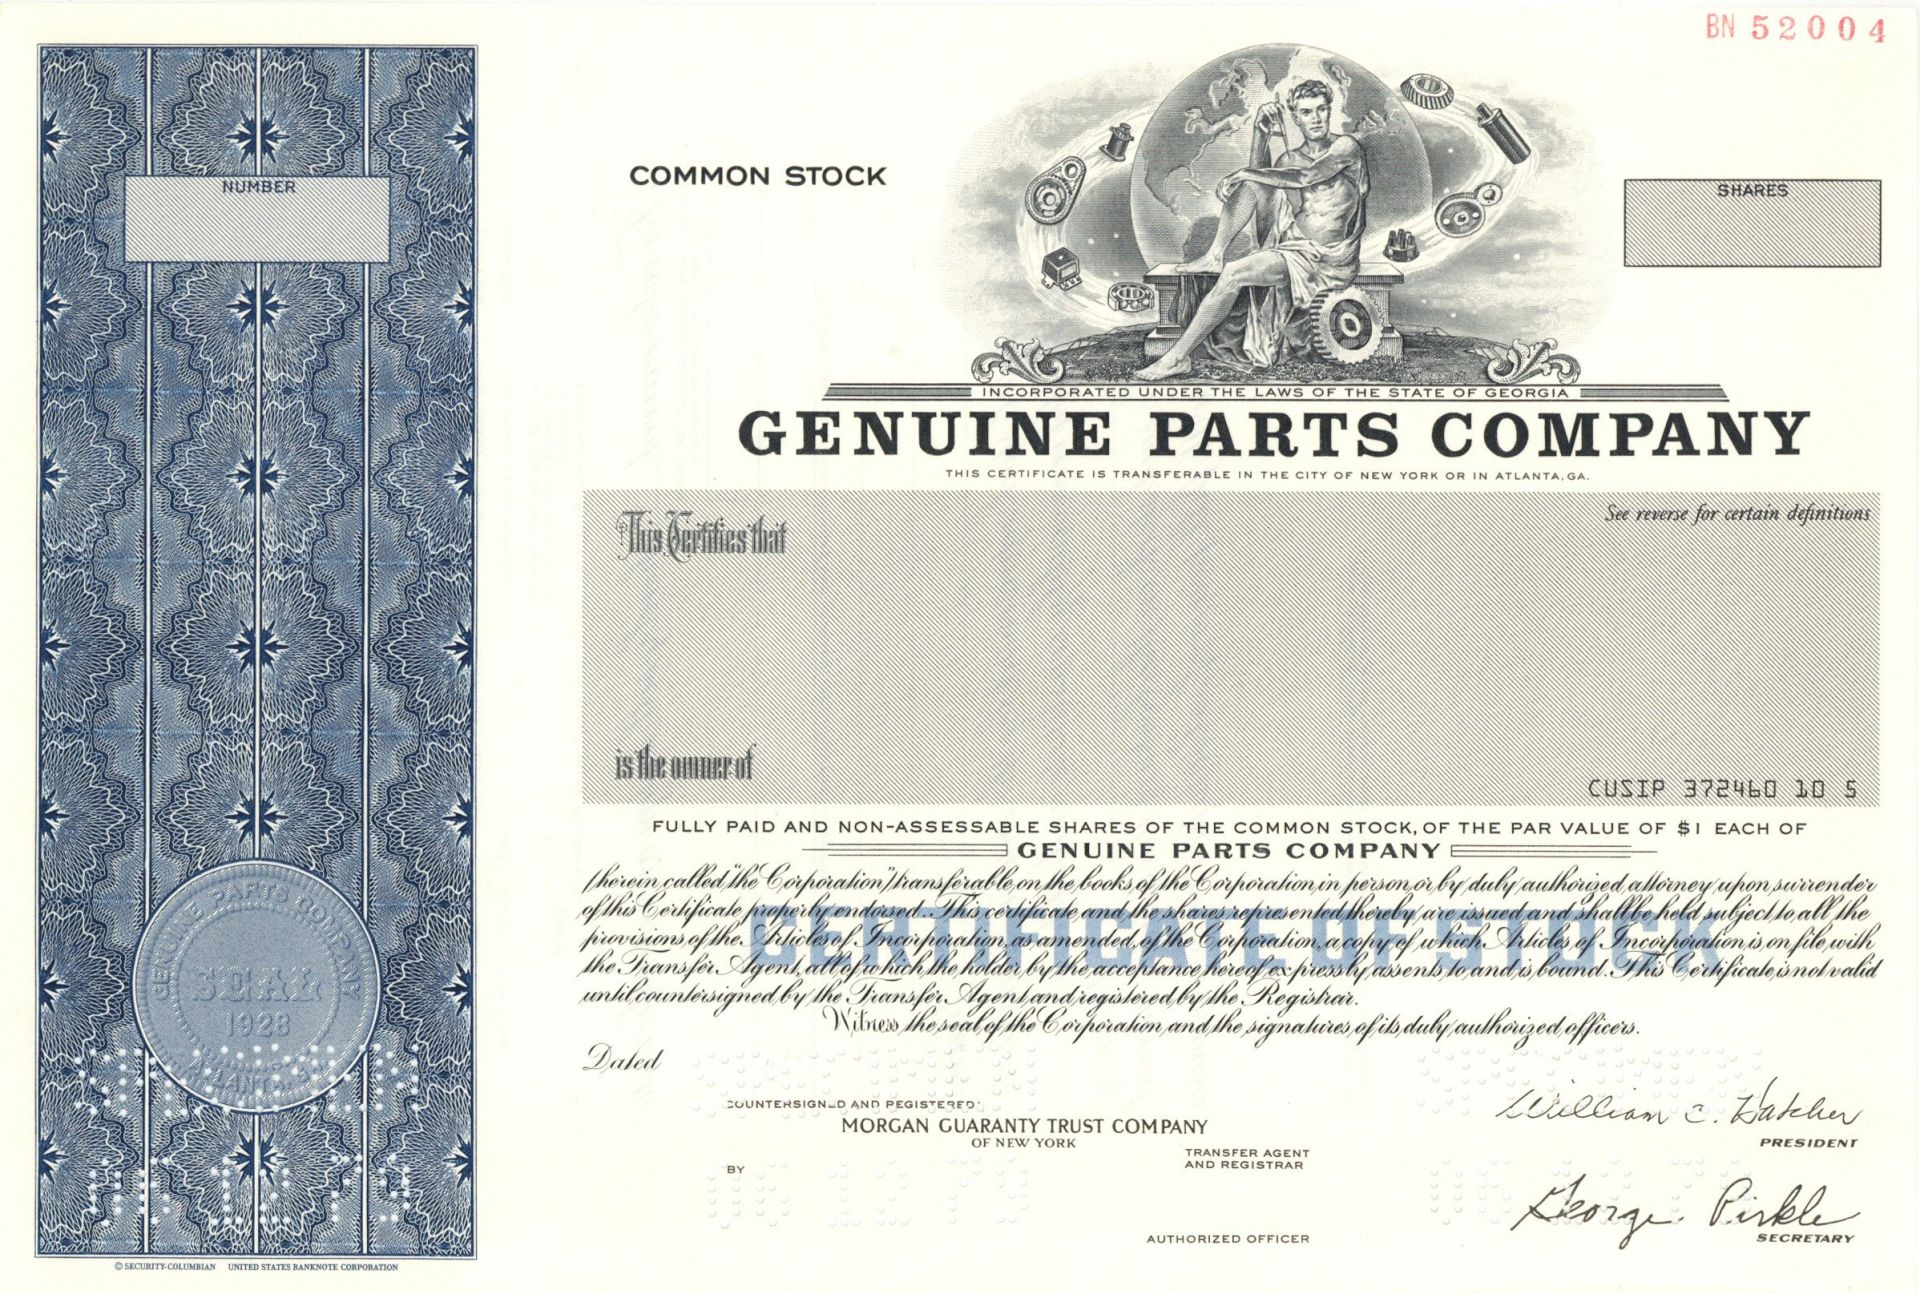 BN 52004
NUMBER
COMMON STOCK
SHARES
INCORPORATED UNDER THE LAWS OF THE STATE OF GEORGIA
GENUINE PARTS COMPANY
THIS CERTIFICATE IS TRANSFERABLE IN THE CITY OF NEW YORK OR IN ATLANTA, GA.
See reverse for certain definitions
This Certifies that
is the owner of
CUSIP 372460 10 5
FULLY PAID AND NON-ASSESSABLE SHARES OF THE COMMON STOCK, OF THE PAR VALUE OF $1 EACH OF
GENUINE PARTS COMPANY
(herein called "the Corporation") transferable on the books of the Corporation in person or by duly authorized attorney upon surrender
of this Certificate properly endorsed. This certificate and the shares represented thereby are issued and shall be held subject to all the
provisions of the Articles of Incorporation, as amended, of the Corporation, a copy of which Articles of Incorporation is on file with
the Transfer Agent, all of which the holder by the acceptance hereof expressly assents to and is bound. This Certificate is not valid
until countersigned by the Transfer Agent and registered by the Registrar.
Witness the seal of the Corporation and the signatures of its duly authorized officers.
CERTIFICATE OF STOCK
Dated
GENUINE PARTS COMPANY
SEAL
1928
COUNTERSIGNED AND REGISTERED:
MORGAN GUARANTY TRUST COMPANY
OF NEW YORK
TRANSFER AGENT
AND REGISTRAR
BY
AUTHORIZED OFFICER
06 12 79
William C. Hatcher
PRESIDENT
George Pirkle
SECRETARY
© SECURITY-COLUMBIAN UNITED STATES BANKNOTE CORPORATION